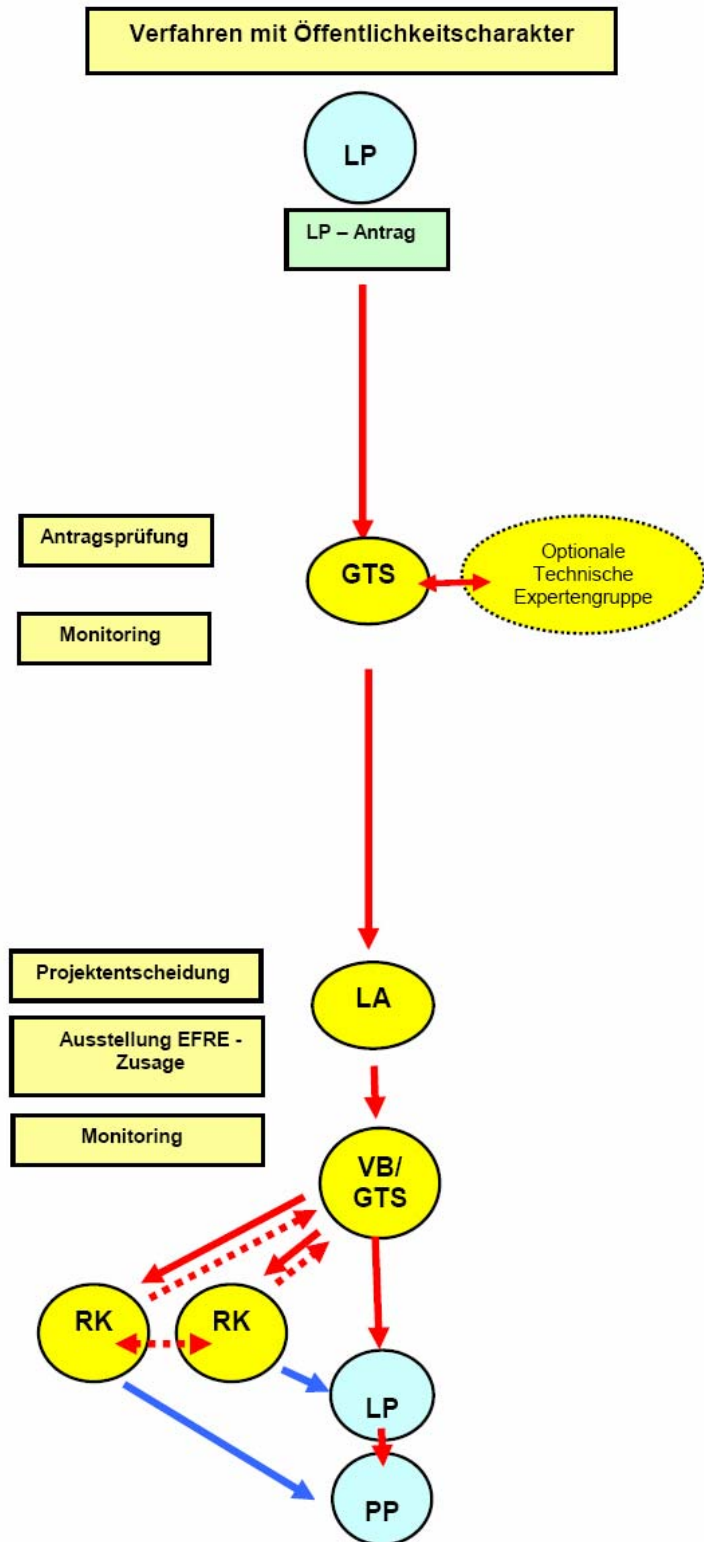 Verfahren mit Öffentlichkeitscharakter
LP
LP – Antrag
Antragsprüfung
GTS
Optionale
Technische
Expertengruppe
Monitoring
Projektentscheidung
LA
Ausstellung EFRE -
Zusage
Monitoring
VB/
GTS
RK
RK
LP
PP